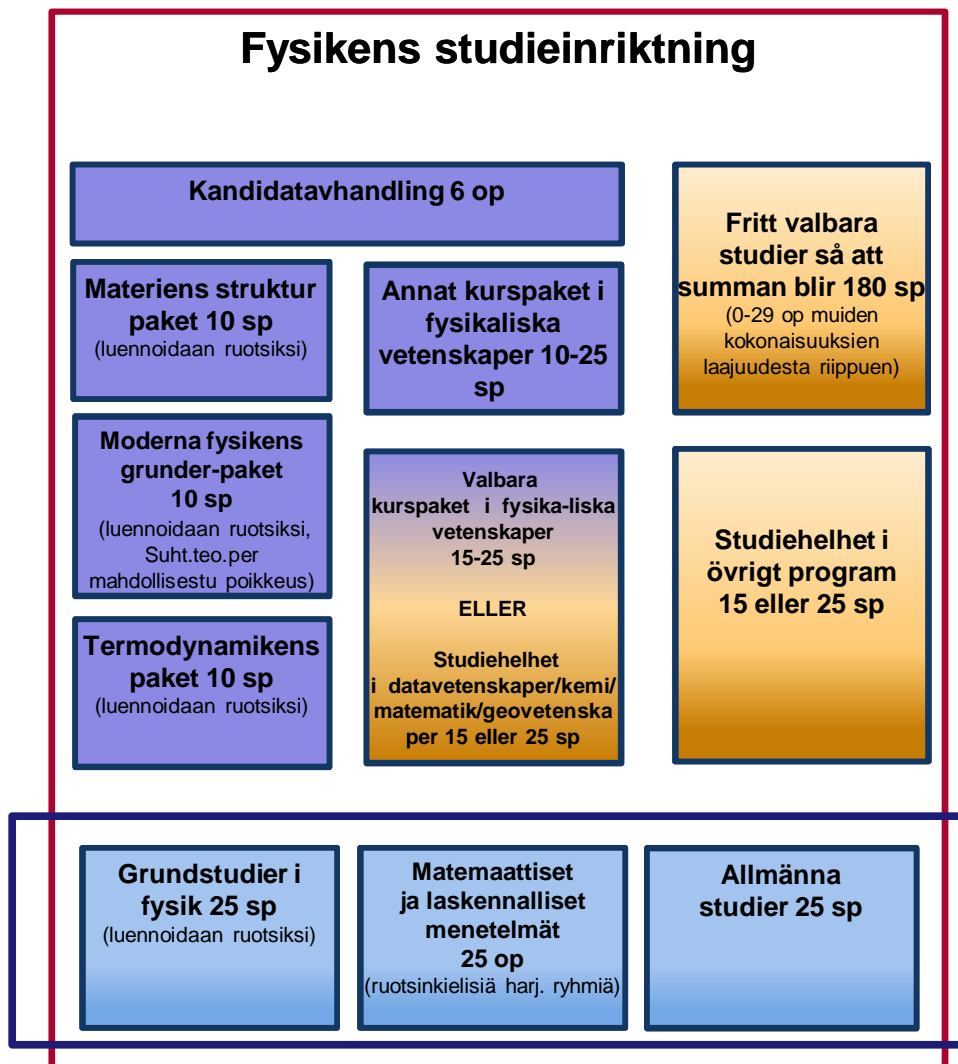 Fysikens studieinriktning
Kandidatavhandling 6 op
Materiens struktur
paket 10 sp
(luennoidaan ruotsiksi)
Annat kurspaket i
fysikaliska
vetenskaper 10-25
sp
Fritt valbara
studier så att
summan blir 180 sp
(0-29 op muiden
kokonaisuuksien
laajuudesta riippuen)
Moderna fysikens
grunder-paket
10 sp
(luennoidaan ruotsiksi,
Suht.teo.per
mahdollisestu poikkeus)
Valbara
kurspaket i fysika-liska
vetenskaper
15-25 sp
ELLER
Studiehelhet
i datavetenskaper/kemi/
matematik/geovetenska
per 15 eller 25 sp
Studiehelhet i
övrigt program
15 eller 25 sp
Termodynamikens
paket 10 sp
(luennoidaan ruotsiksi)
Grundstudier i
fysik 25 sp
(luennoidaan ruotsiksi)
Matemaattiset
ja laskennalliset
menetelmät
25 op
(ruotsinkielisiä harj. ryhmiä)
Allmänna
studier 25 sp